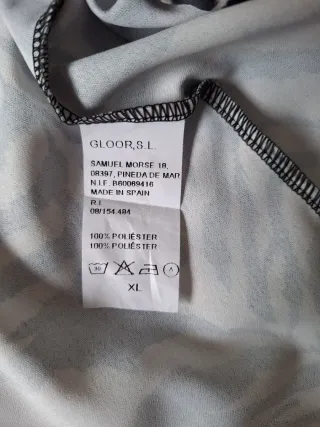 GLOOR,S.L.
SAMUEL MORSE 18,
08397, PINEDA DE MAR
N.I.F. B60069416
MADE IN SPAIN
R.I.
08/154.484
100% POLIÉSTER
100% POLIÉSTER
XL